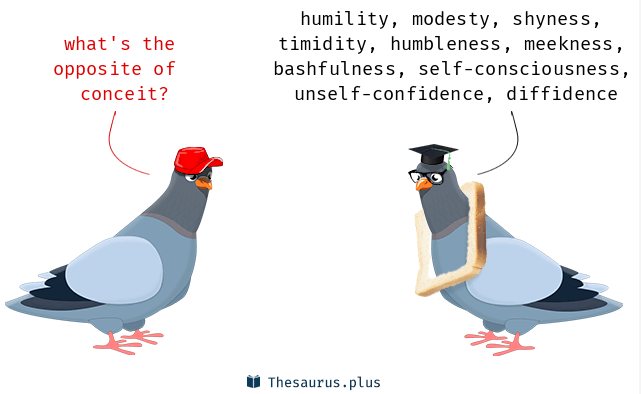 what's the
opposite of
conceit?
humility, modesty, shyness,
timidity, humbleness, meekness,
bashfulness, self-consciousness,
unself-confidence, diffidence
Thesaurus.plus